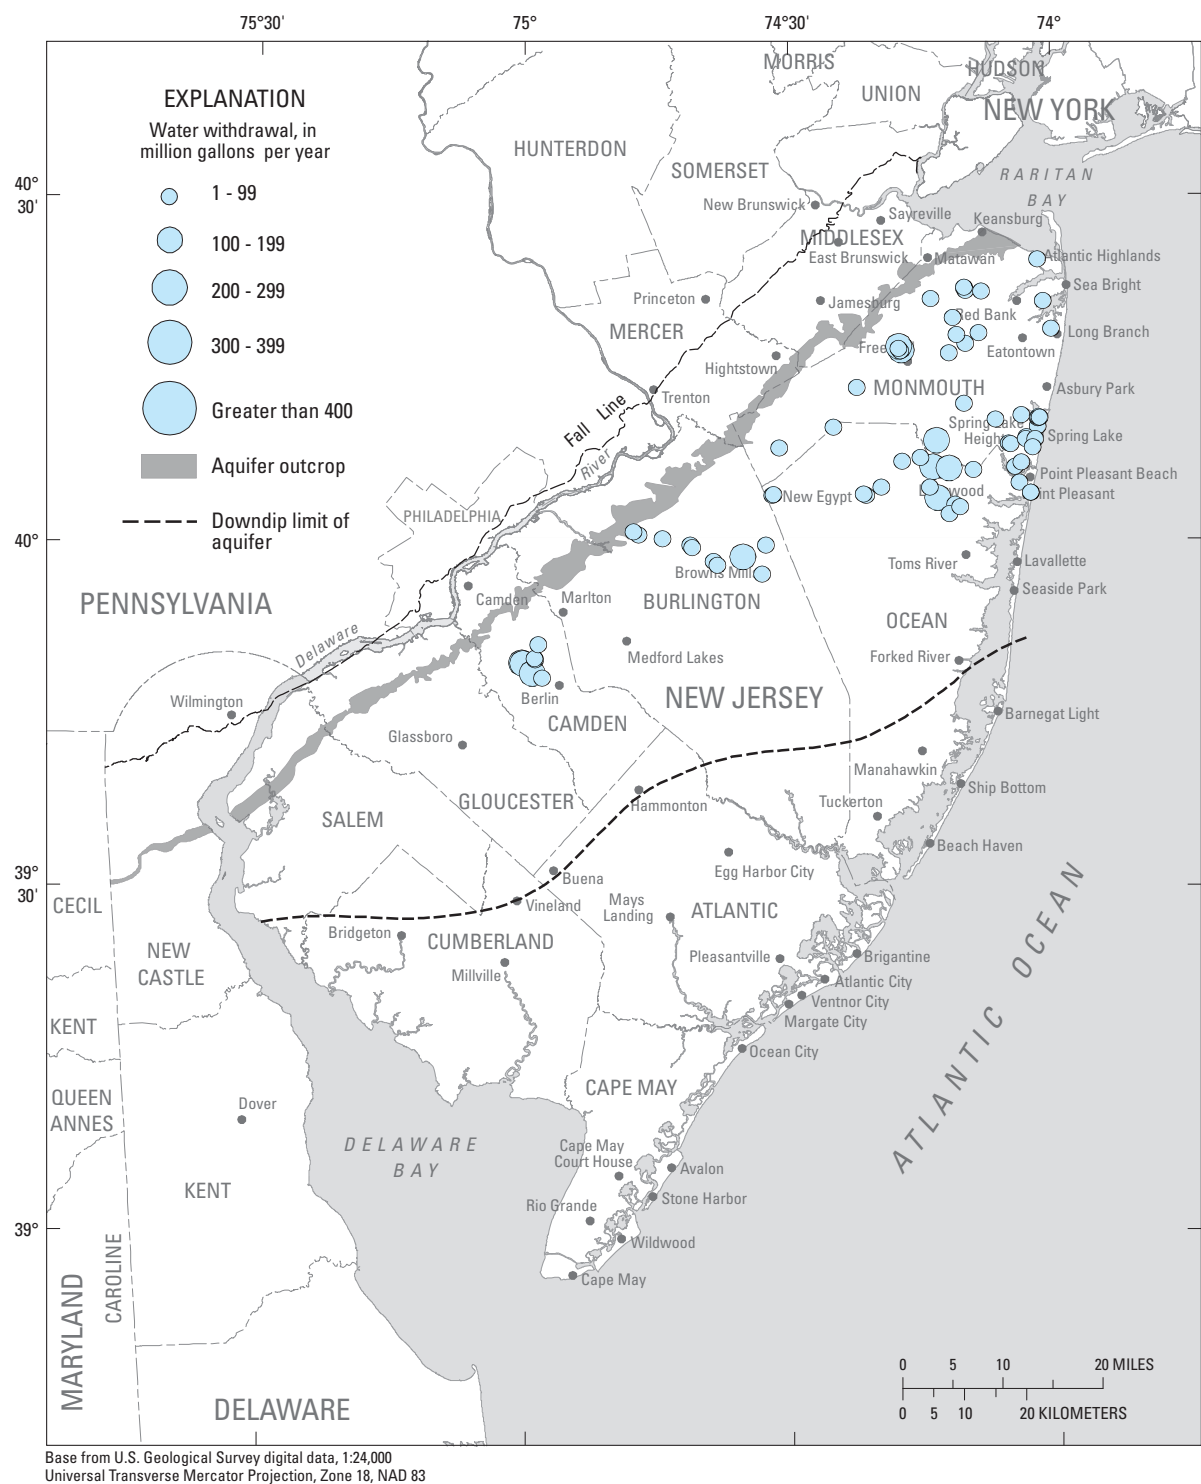 75°30'
75°
74°30'
74°
EXPLANATION
Water withdrawal, in
million gallons per year
1 - 99
100 - 199
200 - 299
300 - 399
Greater than 400
Aquifer outcrop
Downdip limit of
aquifer
40°
30'
40°
39°
30'
39°
MORRIS
HUDSON
UNION
NEW YORK
HUNTERDON
SOMERSET
RARITAN
BAY
New Brunswick
Sayreville
Keansburg
MIDDLESEX
East Brunswick
Matawan
Atlantic Highlands
Sea Bright
Princeton
Jamesburg
Red Bank
MERCER
Long Branch
Eatontown
Hightstown
MONMOUTH
Asbury Park
Trenton
Fall Line
River
Spring Lake
Heights
Spring Lake
Point Pleasant Beach
New Egypt
PHILADELPHIA
Toms River
Lavallette
Seaside Park
PENNSYLVANIA
Camden
Marlton
BURLINGTON
OCEAN
Delaware
Medford Lakes
Forked River
Wilmington
Berlin
NEW JERSEY
CAMDEN
Barnegat Light
Glassboro
Manahawkin
Ship Bottom
GLOUCESTER
Hammonton
Tuckerton
SALEM
Beach Haven
Egg Harbor City
Buena
CECIL
Vineland
Mays
Landing
ATLANTIC
Bridgeton
CUMBERLAND
NEW
CASTLE
Millville
Pleasantville
Brigantine
Atlantic City
Ventnor City
Margate City
KENT
Ocean City
ATLANTIC OCEAN
QUEEN
ANNES
CAPE MAY
Dover
DELAWARE
BAY
Cape May
Court House
Avalon
KENT
Stone Harbor
Rio Grande
Wildwood
CAROLINE
Cape May
MARYLAND
DELAWARE
0 5 10 20 MILES
0 5 10 20 KILOMETERS
Base from U.S. Geological Survey digital data, 1:24,000
Universal Transverse Mercator Projection, Zone 18, NAD 83